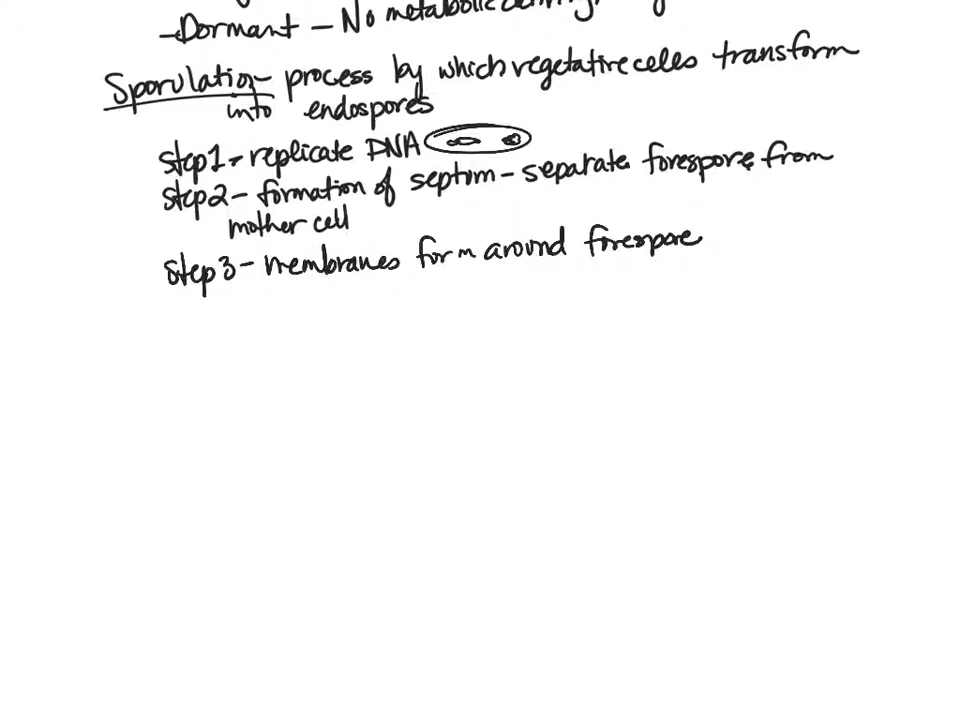 -Dormant - No metabolic
Sporulation- process by which vegetative cells transform
into endospores
Step1- replicate DNA
Step2- formation of septum - separate forespore from
mother cell
Step3- membranes form around forespore